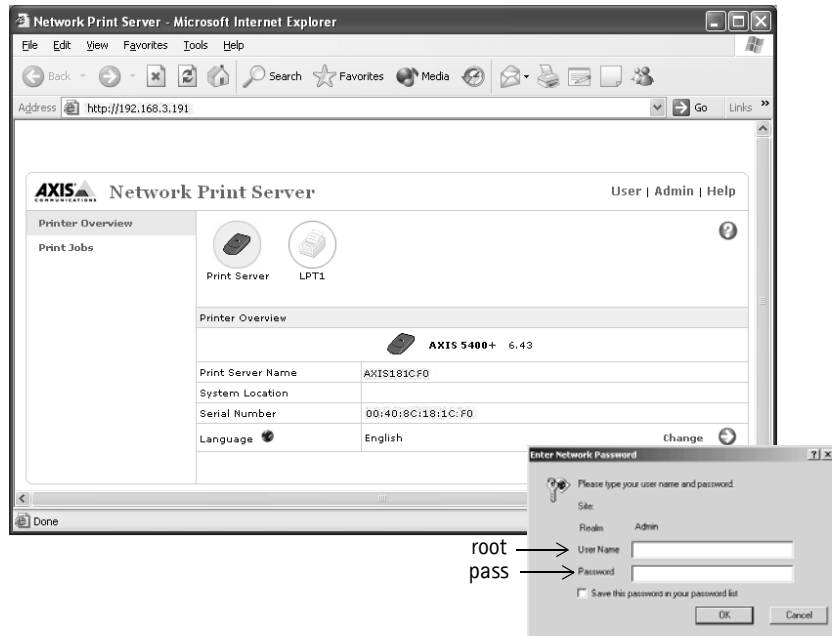 Network Print Server - Microsoft Internet Explorer
File Edit View Favorites Tools Help
Back Search Favorites Media
Address http://192.168.3.191 Go Links »
AXIS COMMUNICATIONS Network Print Server User | Admin | Help
Printer Overview
Print Jobs
Print Server LPT1
Printer Overview
AXIS 5400+ 6.43
Print Server Name AXIS181CF0
System Location
Serial Number 00:40:8C:18:1C:F0
Language English Change
Done
Enter Network Password
Please type your user name and password.
Site:
Realm Admin
root User Name
pass Password
Save this password in your password list
OK Cancel